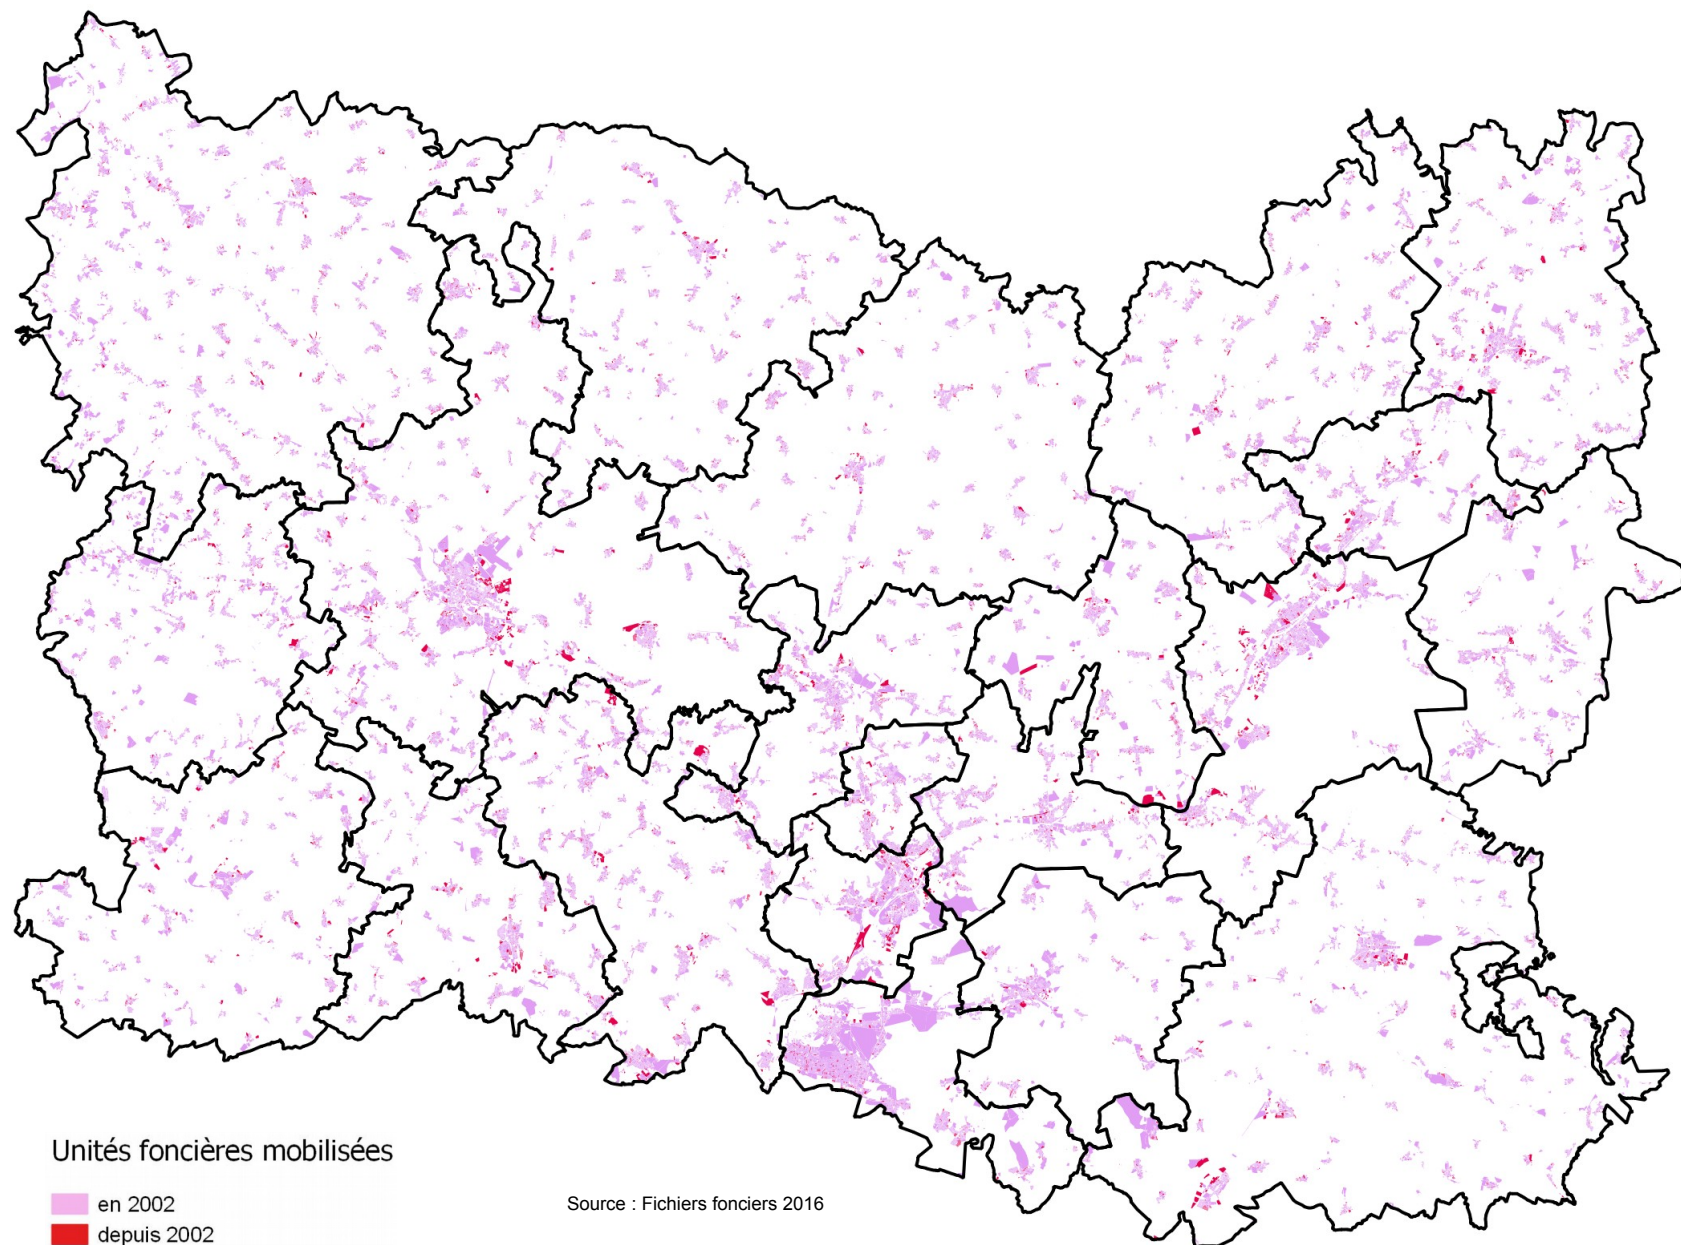 Unités foncières mobilisées
en 2002
depuis 2002
Source : Fichiers fonciers 2016